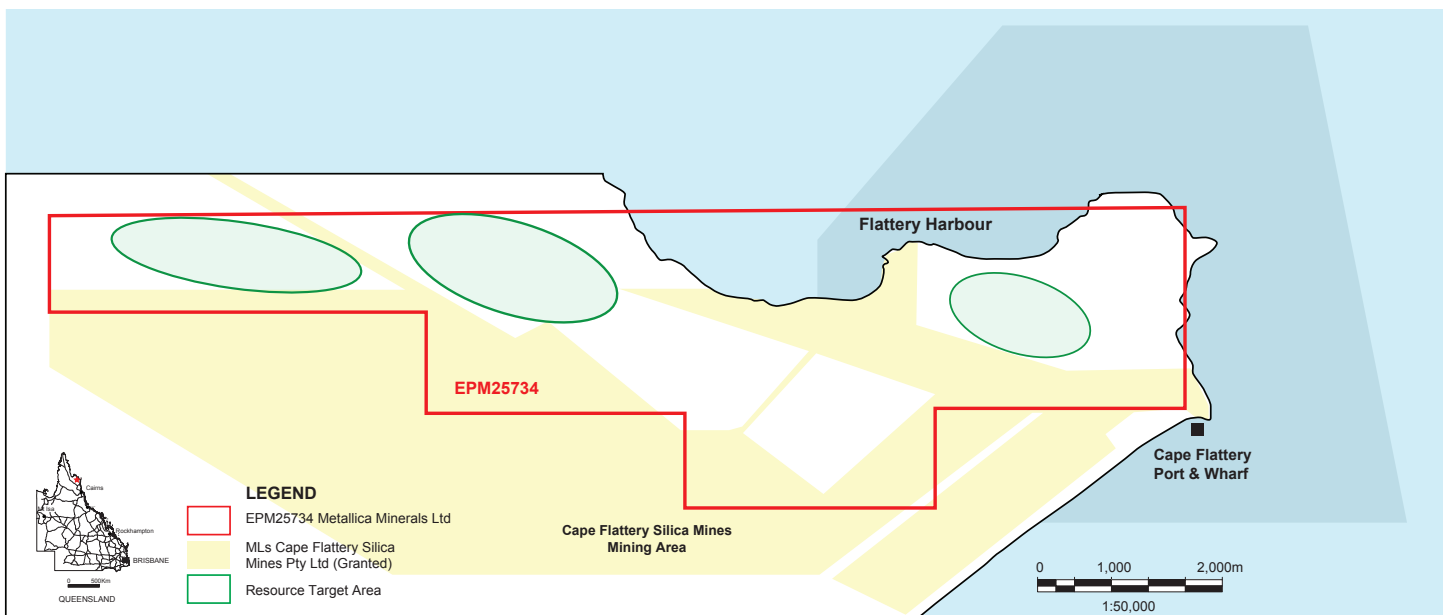 Flattery Harbour
EPM25734
Cape Flattery
Port & Wharf
Cape Flattery Silica Mines
Mining Area
Cairns
Mt Isa
Rockhampton
BRISBANE
0 500Km
QUEENSLAND
LEGEND
EPM25734 Metallica Minerals Ltd
MLs Cape Flattery Silica
Mines Pty Ltd (Granted)
Resource Target Area
0 1,000 2,000m
1:50,000